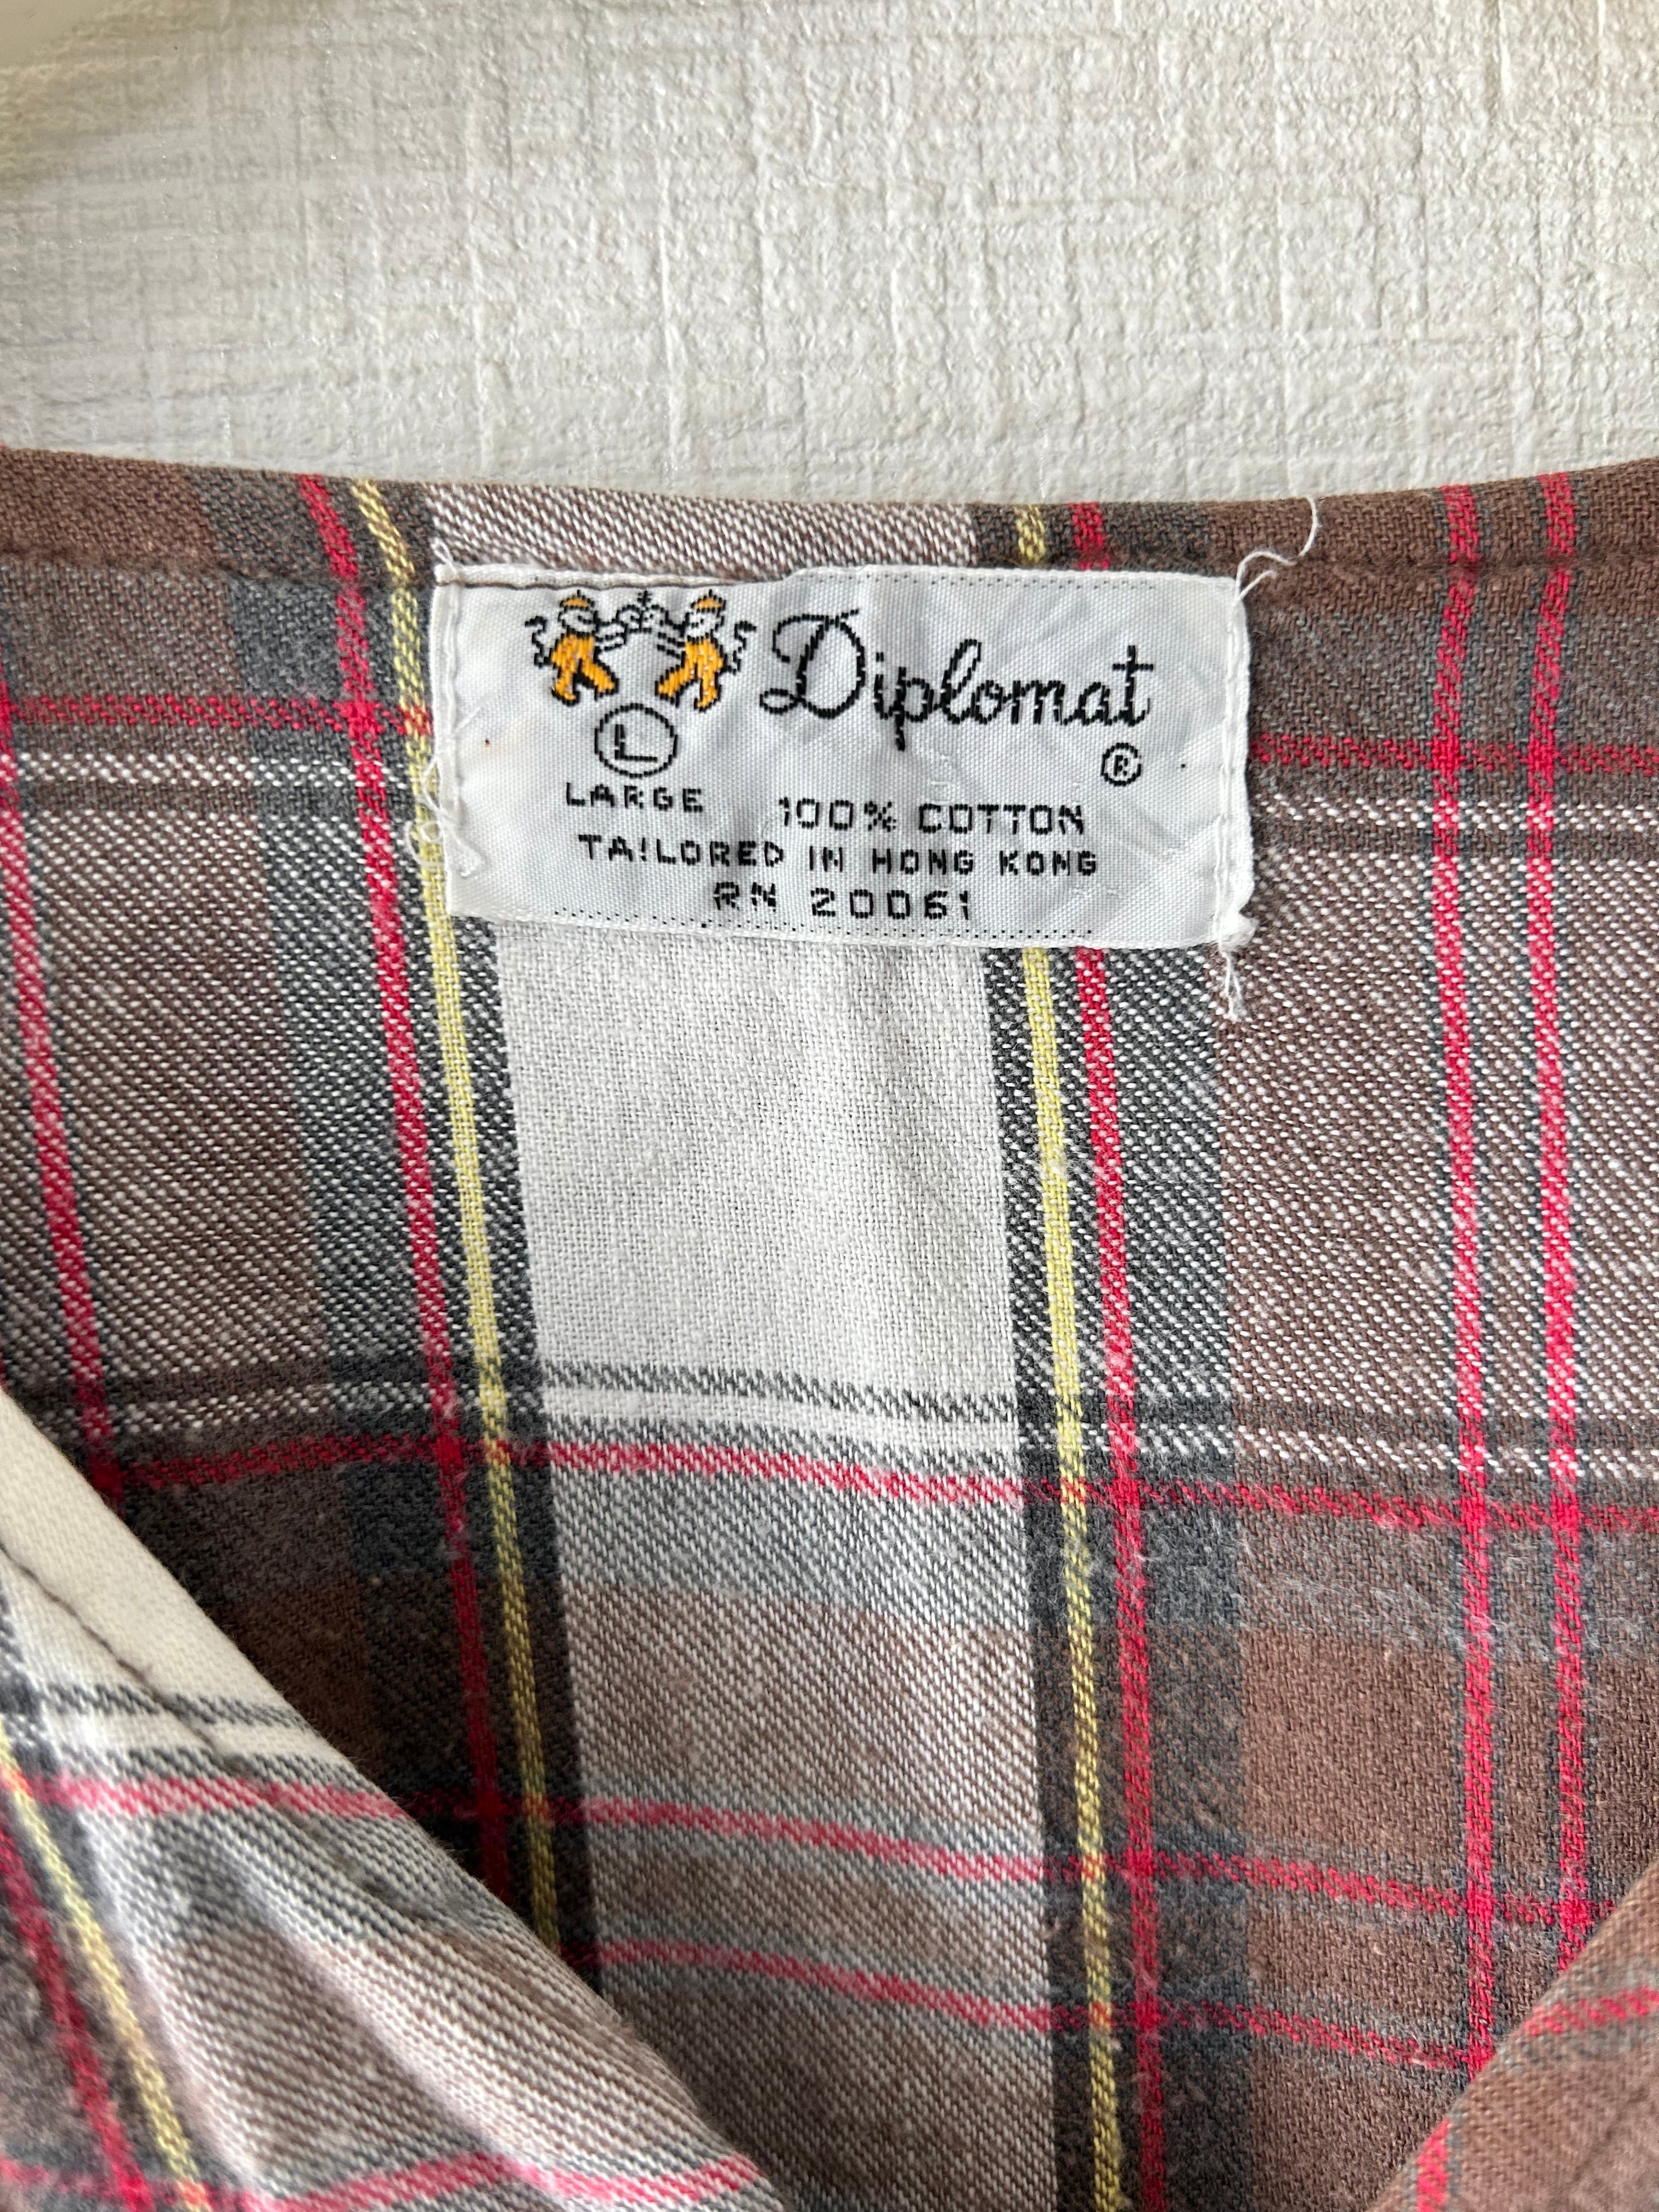 Diplomat
®
L
LARGE 100% COTTON
TAILORED IN HONG KONG
RN 20061